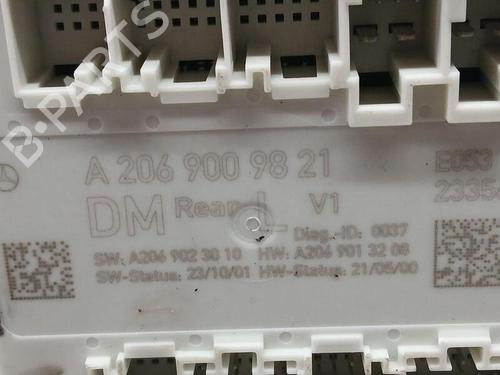 B-PARTS
A 206 900 98 21
E053
DM Rear L V1
2335
Diag.-ID: 0037
SW: A206 902 30 10 HW: A206 901 32 08
SW-Status: 23/10/01 HW-Status: 21/05/00